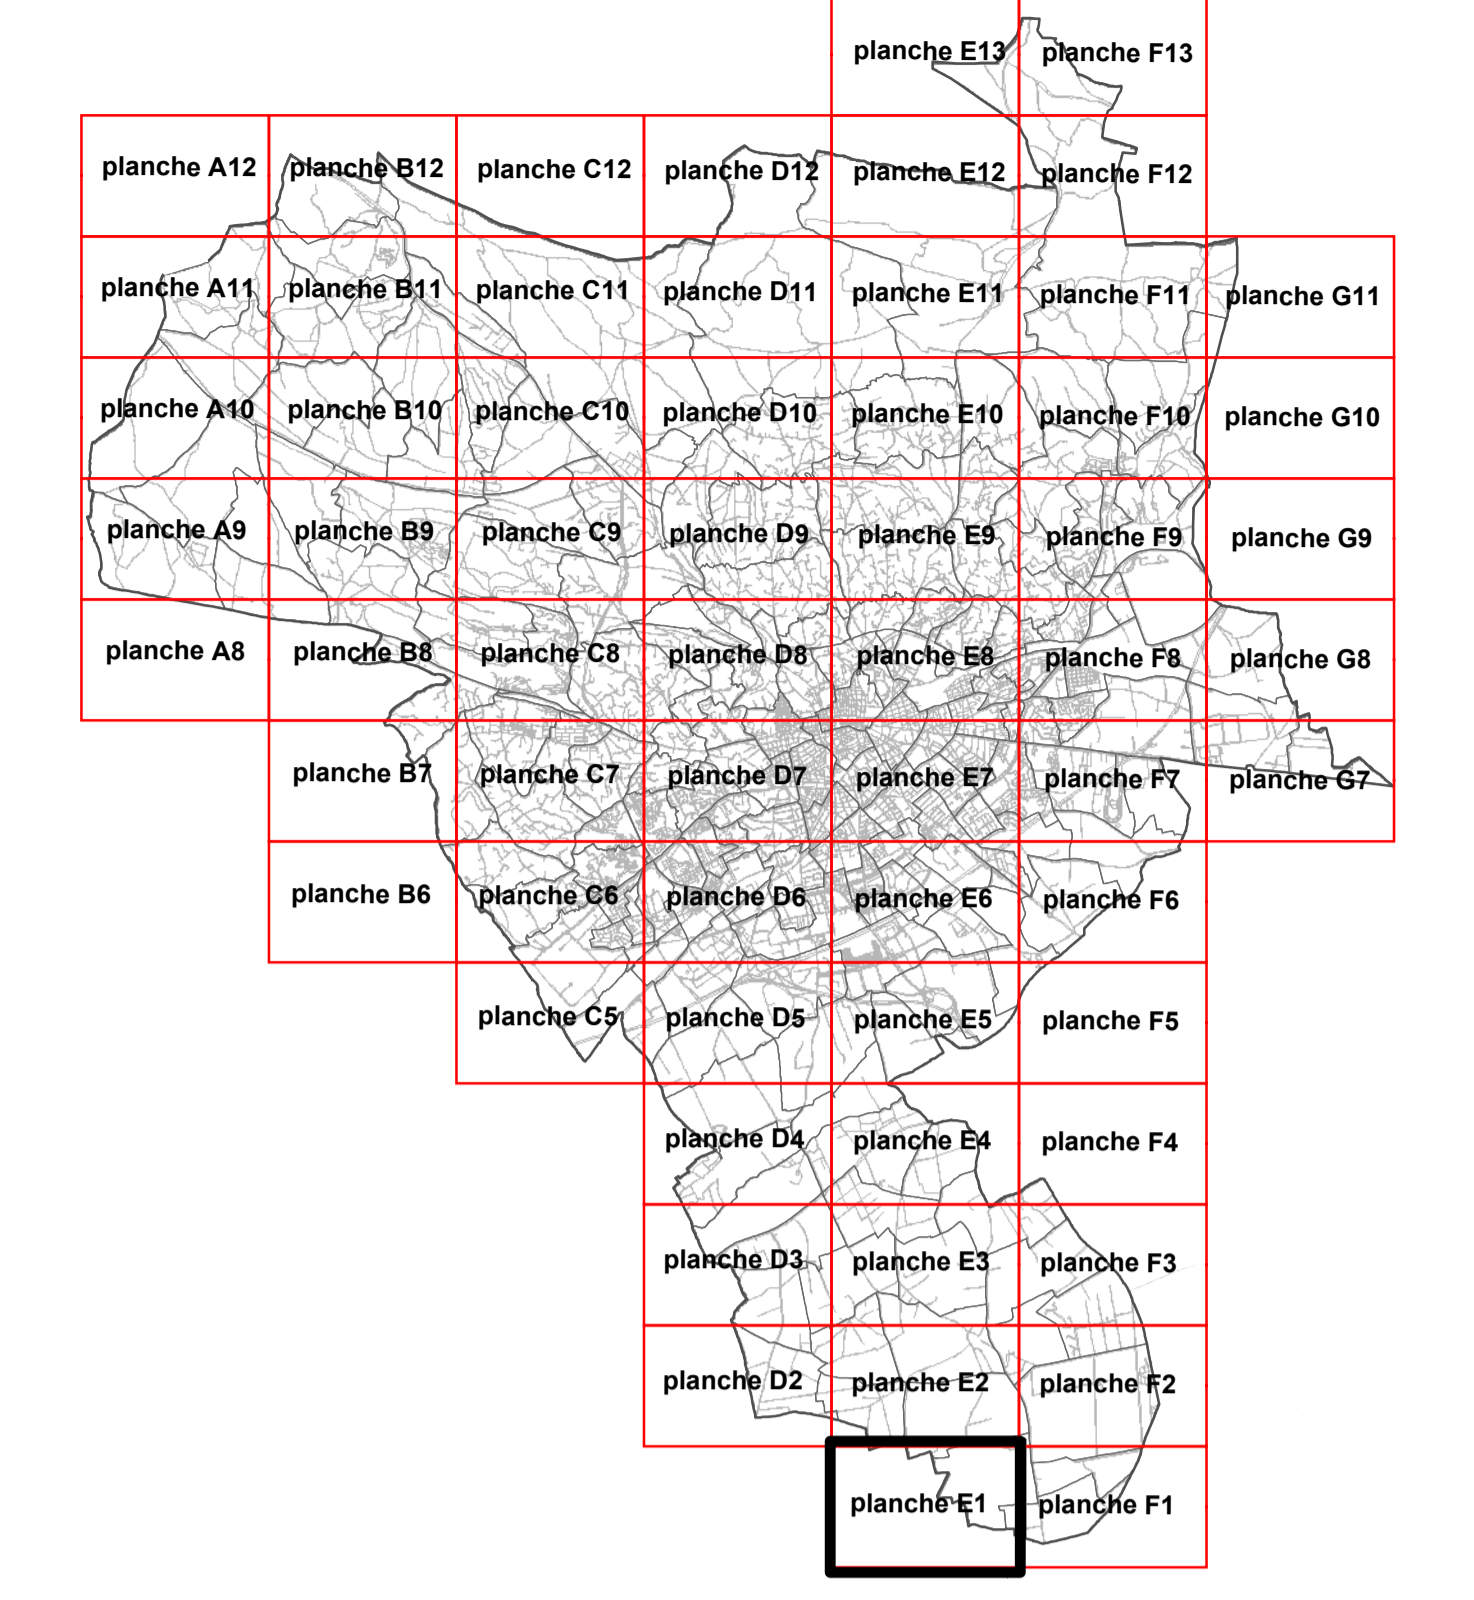 planche E13
planche F13
planche A12
planche B12
planche C12
planche D12
planche E12
planche F12
planche A11
planche B11
planche C11
planche D11
planche E11
planche F11
planche G11
planche A10
planche B10
planche C10
planche D10
planche E10
planche F10
planche G10
planche A9
planche B9
planche C9
planche D9
planche E9
planche F9
planche G9
planche A8
planche B8
planche C8
planche D8
planche E8
planche F8
planche G8
planche B7
planche C7
planche D7
planche E7
planche F7
planche G7
planche B6
planche C6
planche D6
planche E6
planche F6
planche C5
planche D5
planche E5
planche F5
planche D4
planche E4
planche F4
planche D3
planche E3
planche F3
planche D2
planche E2
planche F2
planche E1
planche F1